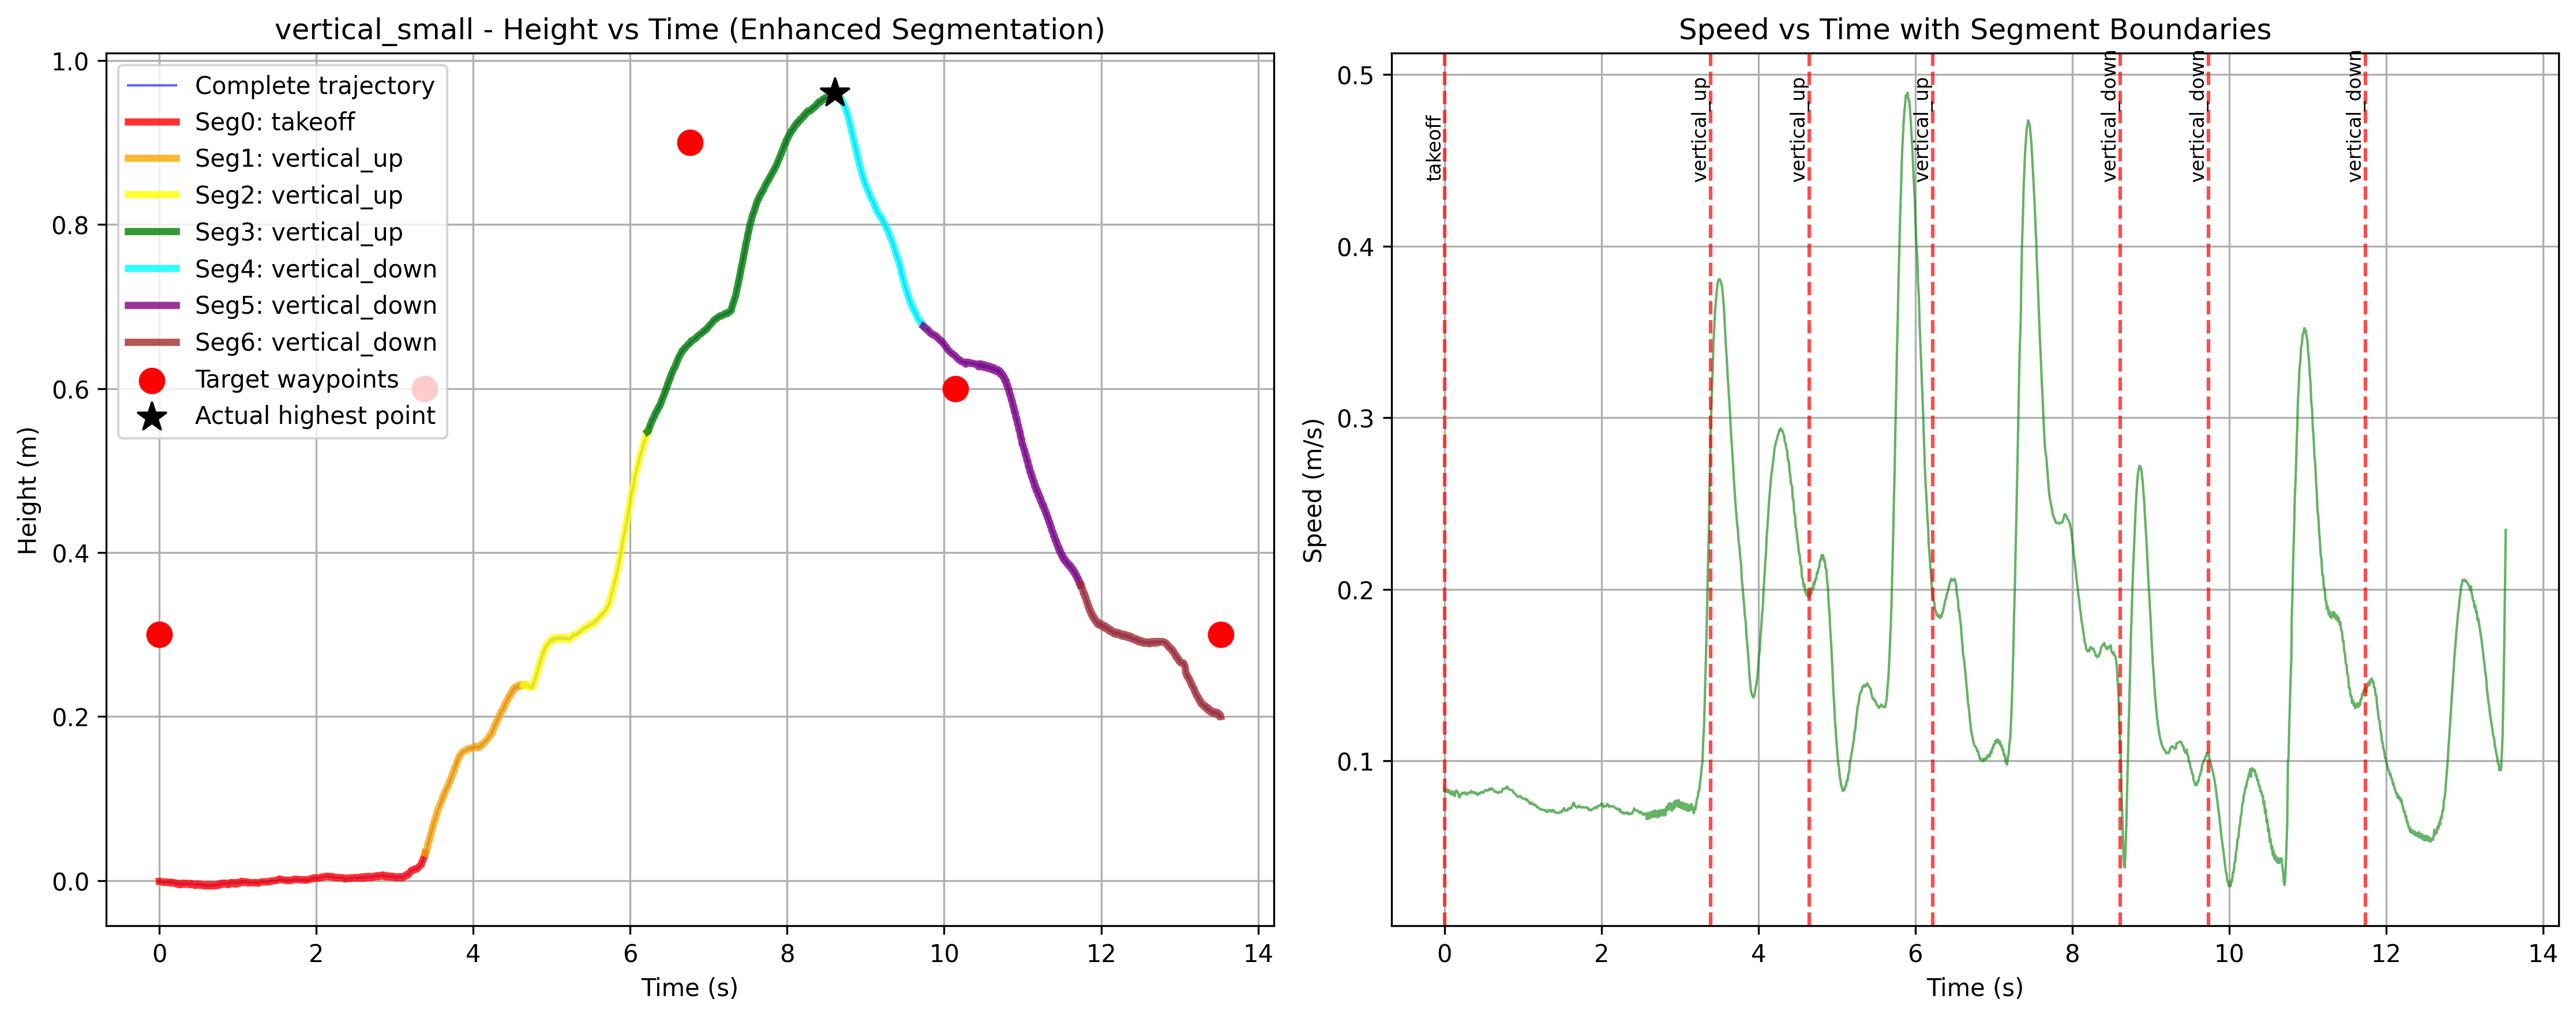 vertical_small - Height vs Time (Enhanced Segmentation)
Height (m)
1.0
0.8
0.6
0.4
0.2
0.0
Complete trajectory
Seg0: takeoff
Seg1: vertical_up
Seg2: vertical_up
Seg3: vertical_up
Seg4: vertical_down
Seg5: vertical_down
Seg6: vertical_down
Target waypoints
Actual highest point
0 2 4 6 8 10 12 14
Time (s)
Speed vs Time with Segment Boundaries
Speed (m/s)
0.5
0.4
0.3
0.2
0.1
takeoff
vertical_up
vertical_up
vertical_up
vertical_down
vertical_down
vertical_down
0 2 4 6 8 10 12 14
Time (s)